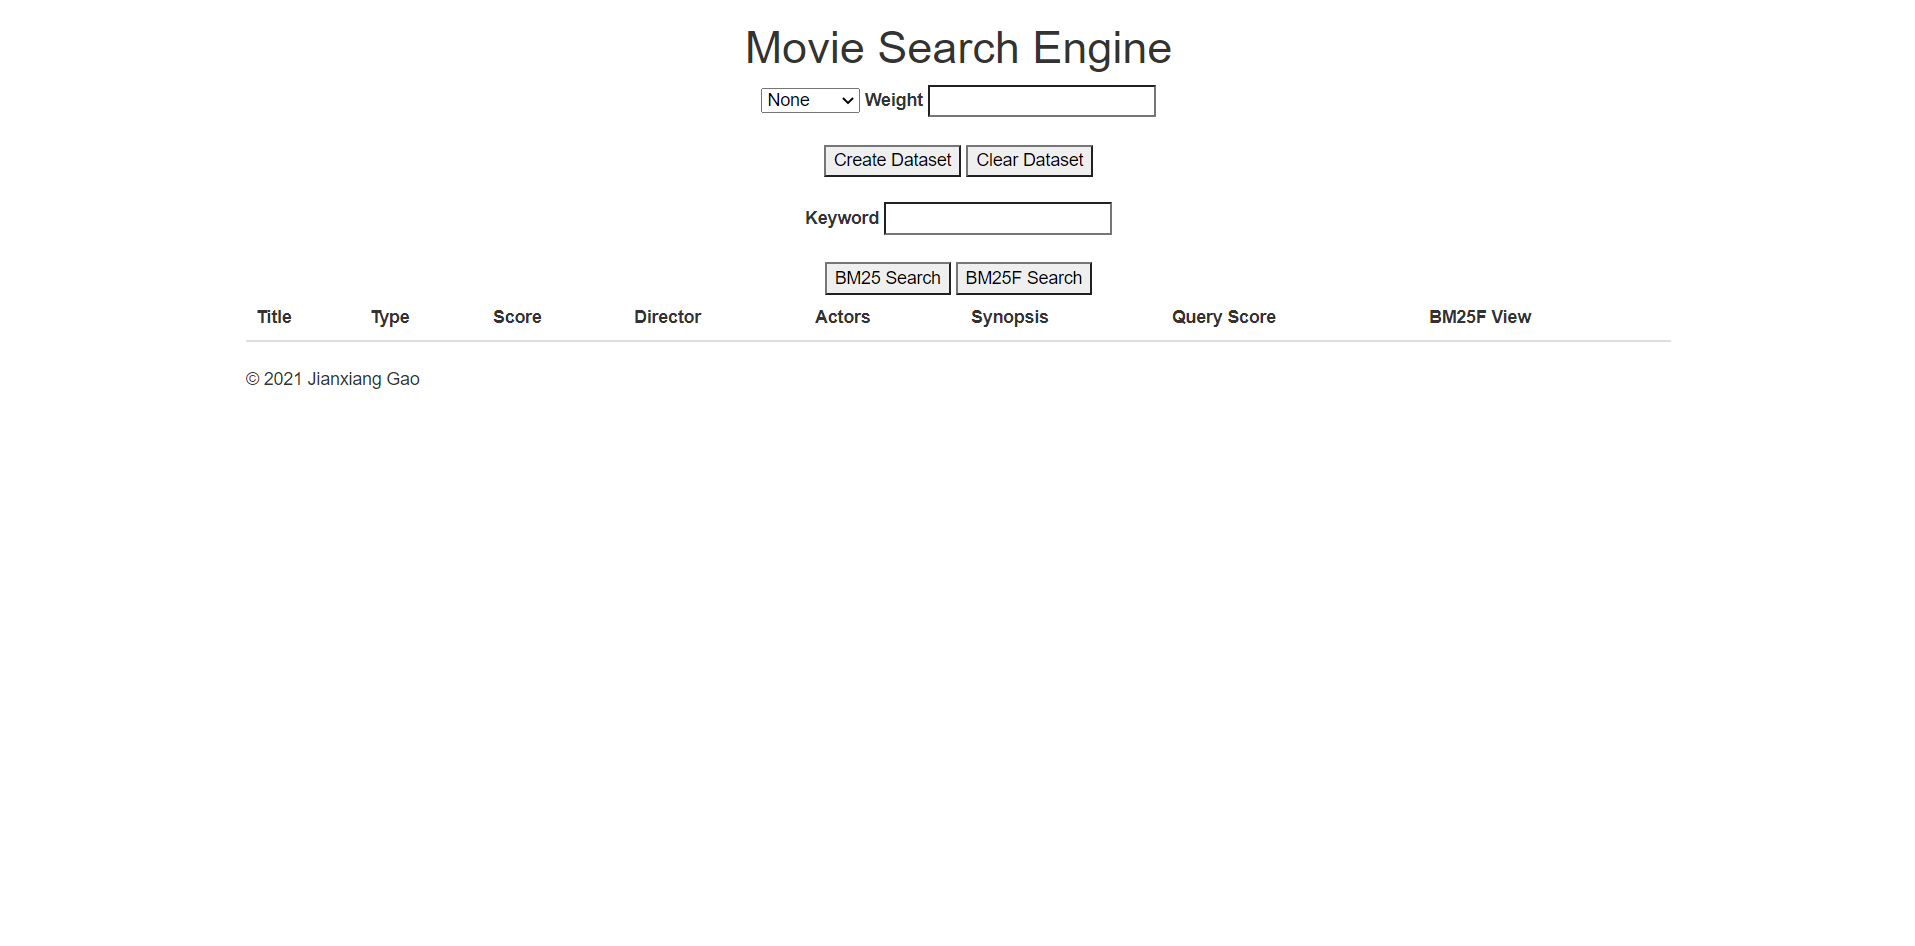 Movie Search Engine
None Weight
Create Dataset Clear Dataset
Keyword
BM25 Search BM25F Search
Title Type Score Director Actors Synopsis Query Score BM25F View
© 2021 Jianxiang Gao